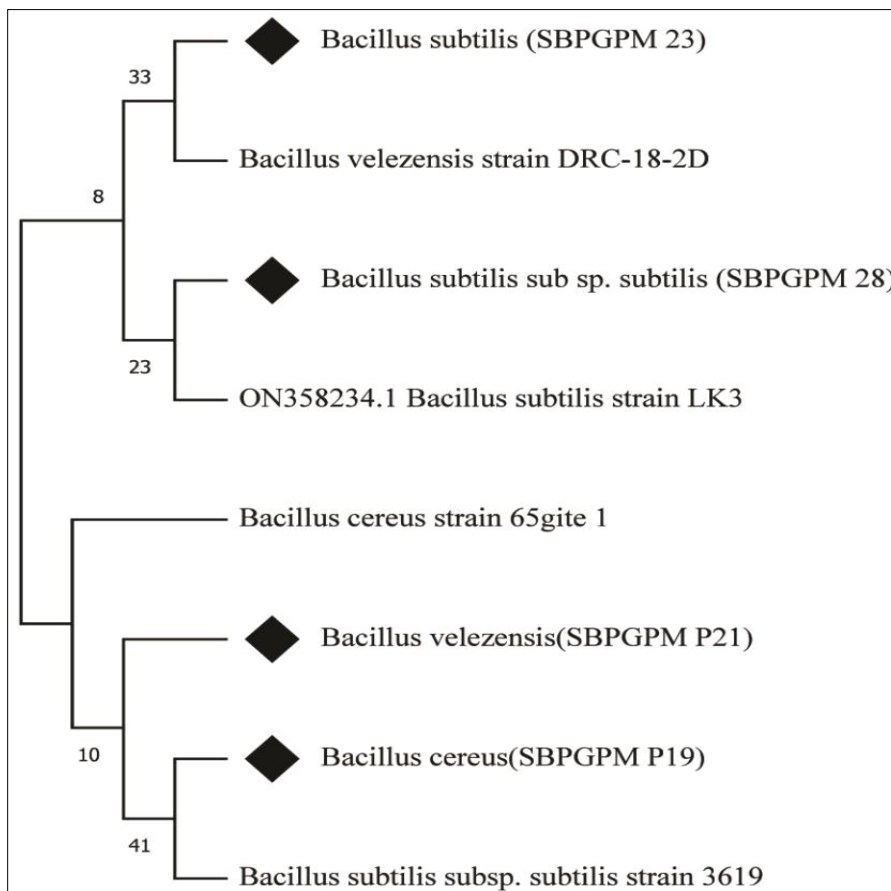 Bacillus subtilis (SBPGPM 23)
33
Bacillus velezensis strain DRC-18-2D
8
Bacillus subtilis sub sp. subtilis (SBPGPM 28)
23
ON358234.1 Bacillus subtilis strain LK3
Bacillus cereus strain 65gite 1
Bacillus velezensis(SBPGPM P21)
10
Bacillus cereus(SBPGPM P19)
41
Bacillus subtilis subsp. subtilis strain 3619